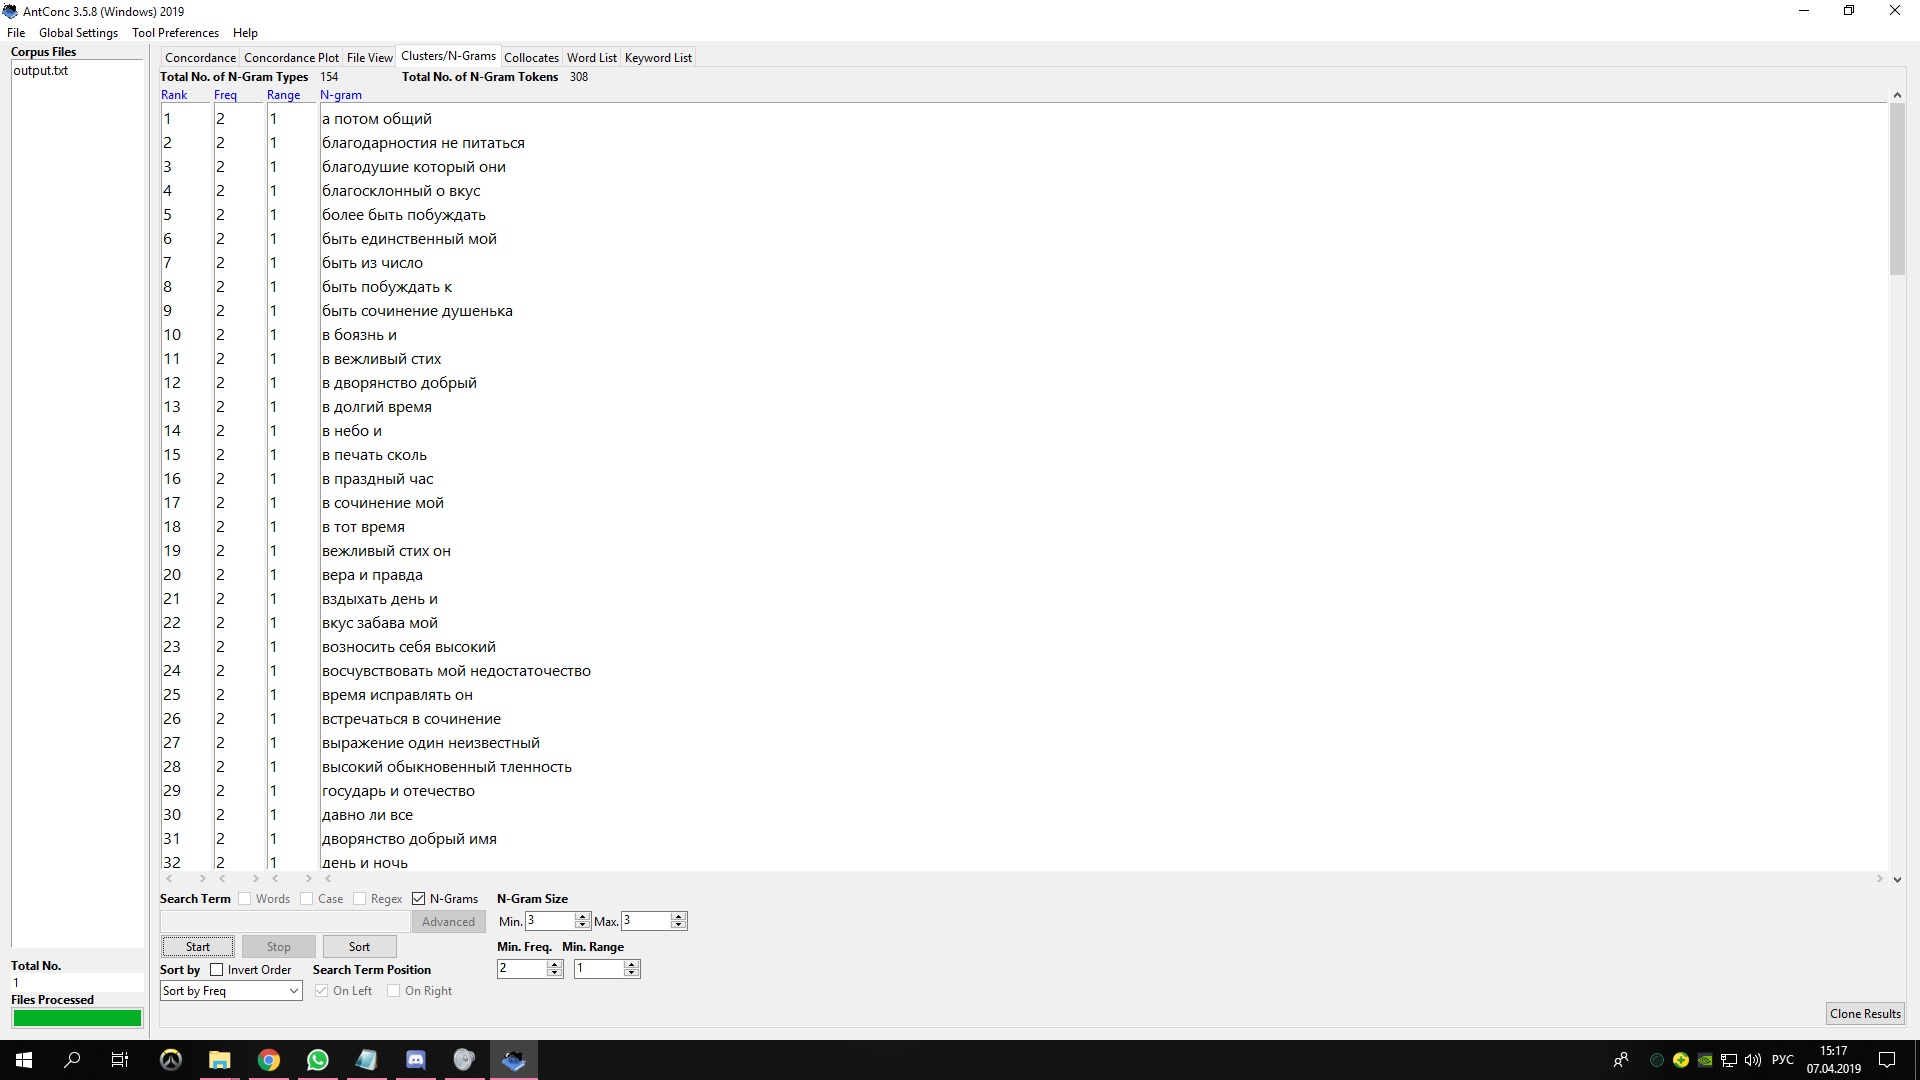 AntConc 3.5.8 (Windows) 2019
File Global Settings Tool Preferences Help
Corpus Files
output.txt
Concordance Concordance Plot File View Clusters/N-Grams Collocates Word List Keyword List
Total No. of N-Gram Types 154 Total No. of N-Gram Tokens 308
Rank Freq Range N-gram
1 2 1 а потом общий
2 2 1 благодарностия не питаться
3 2 1 благодушие который они
4 2 1 благосклонный о вкус
5 2 1 более быть побуждать
6 2 1 быть единственный мой
7 2 1 быть из число
8 2 1 быть побуждать к
9 2 1 быть сочинение душенька
10 2 1 в боязнь и
11 2 1 в вежливый стих
12 2 1 в дворянство добрый
13 2 1 в долгий время
14 2 1 в небо и
15 2 1 в печать сколь
16 2 1 в праздный час
17 2 1 в сочинение мой
18 2 1 в тот время
19 2 1 вежливый стих он
20 2 1 вера и правда
21 2 1 вздыхать день и
22 2 1 вкус забава мой
23 2 1 возносить себя высокий
24 2 1 восчувствовать мой недостаточество
25 2 1 время исправлять он
26 2 1 встречаться в сочинение
27 2 1 выражение один неизвестный
28 2 1 высокий обыкновенный тленность
29 2 1 государь и отечество
30 2 1 давно ли все
31 2 1 дворянство добрый имя
32 2 1 день и ночь
Search Term Words Case Regex N-Grams N-Gram Size
Advanced Min. 3 Max. 3
Start Stop Sort Min. Freq. Min. Range
Total No.
1
Sort by Invert Order Search Term Position 2 1
Sort by Freq On Left On Right
Files Processed
Clone Results
РУС
15:17
07.04.2019